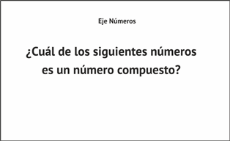 Eje Números
¿Cuál de los siguientes números
es un número compuesto?